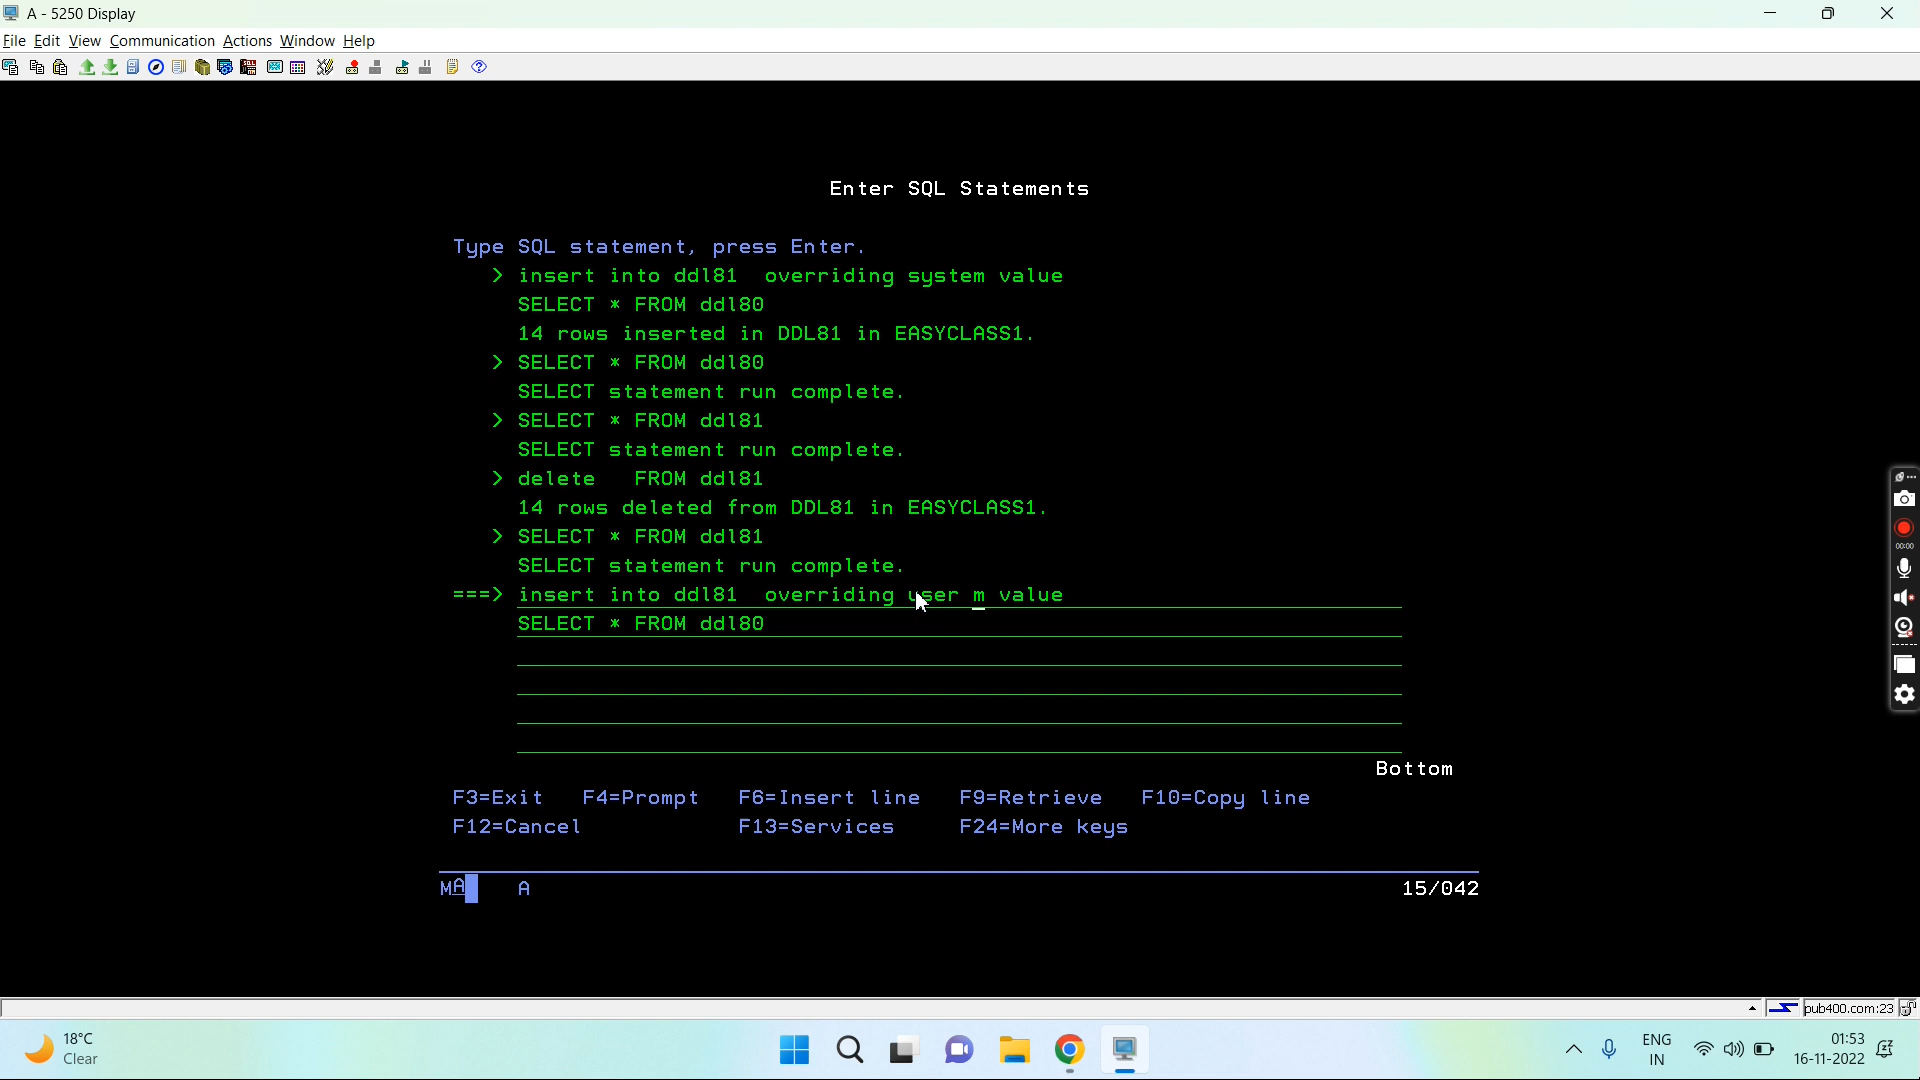 A - 5250 Display
File Edit View Communication Actions Window Help
Enter SQL Statements
Type SQL statement, press Enter.
> insert into ddl81  overriding system value
SELECT * FROM ddl80
14 rows inserted in DDL81 in EASYCLASS1.
> SELECT * FROM ddl80
SELECT statement run complete.
> SELECT * FROM ddl81
SELECT statement run complete.
> delete   FROM ddl81
14 rows deleted from DDL81 in EASYCLASS1.
> SELECT * FROM ddl81
SELECT statement run complete.
===> insert into ddl81  overriding user m value
SELECT * FROM ddl80
Bottom
F3=Exit   F4=Prompt   F6=Insert line   F9=Retrieve   F10=Copy line
F12=Cancel            F13=Services     F24=More keys
MA    A    15/042
00:00
pub400.com:23
18°C
Clear
ENG
IN
01:53
16-11-2022